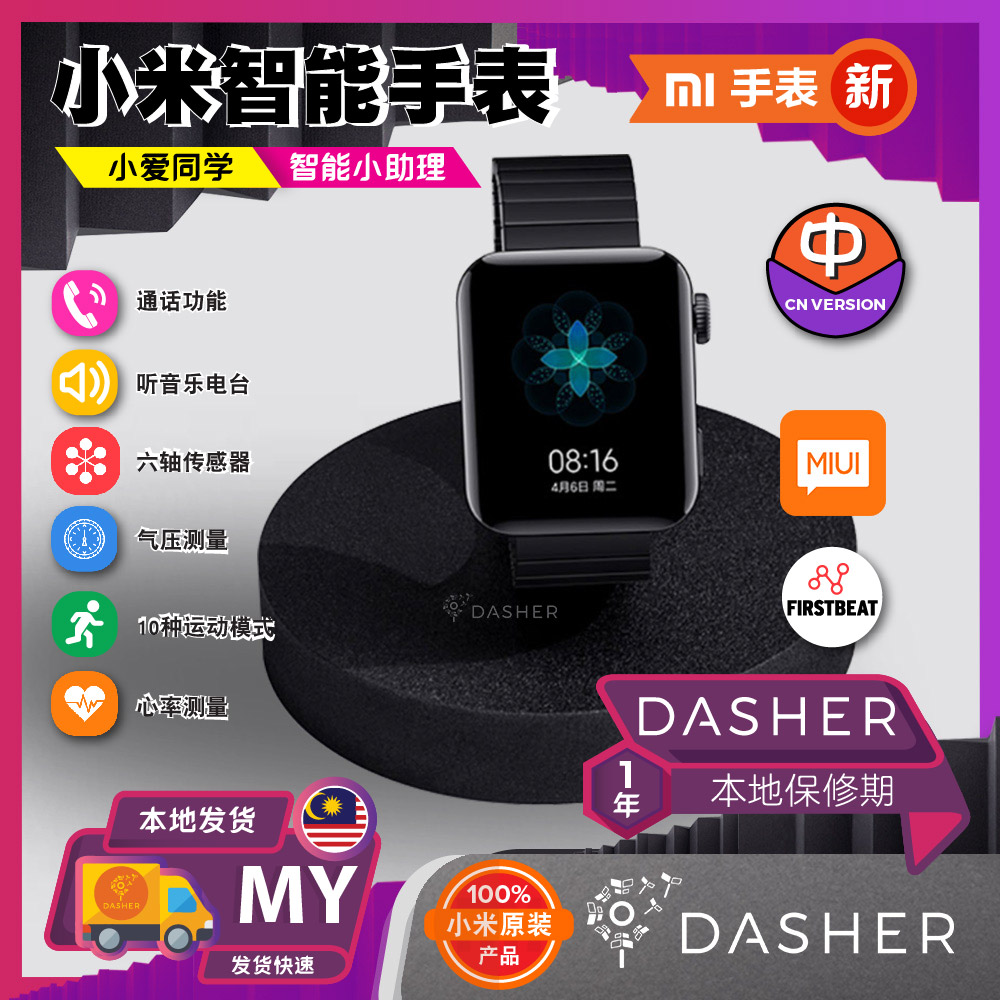 小米智能手表
MI 手表 新
小爱同学
智能小助理
中
CN VERSION
通话功能
听音乐电台
六轴传感器
气压测量
10种运动模式
心率测量
08:16
4月6日 周二
MIUI
FIRSTBEAT
DASHER
DASHER
1年
本地保修期
本地发货
MY
DASHER
发货快速
100%
小米原装
产品
DASHER